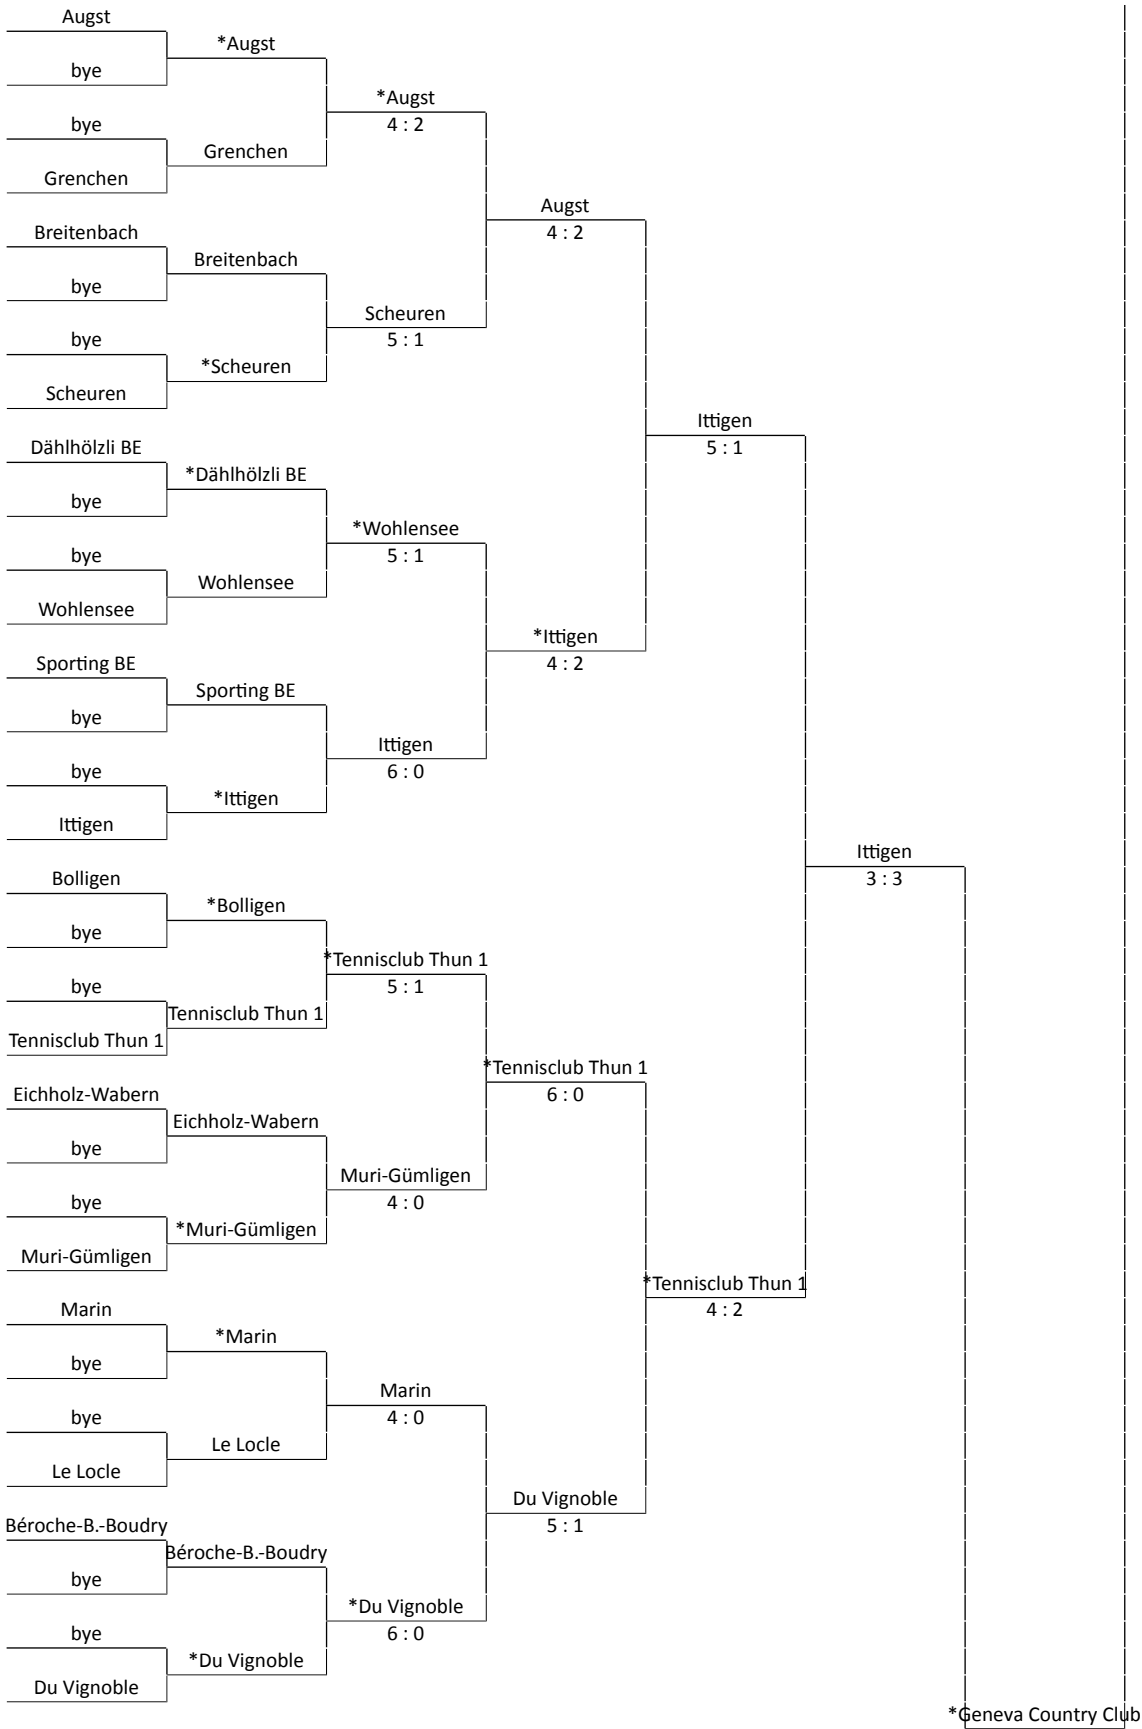 Augst
*Augst
bye
*Augst
4 : 2
bye
Grenchen
Grenchen
Augst
4 : 2
Breitenbach
Breitenbach
bye
Scheuren
5 : 1
bye
*Scheuren
Scheuren
Ittigen
5 : 1
Dählhölzli BE
*Dählhölzli BE
bye
*Wohlensee
5 : 1
bye
Wohlensee
Wohlensee
*Ittigen
4 : 2
Sporting BE
Sporting BE
bye
Ittigen
6 : 0
bye
*Ittigen
Ittigen
Ittigen
3 : 3
Bolligen
*Bolligen
bye
*Tennisclub Thun 1
5 : 1
bye
Tennisclub Thun 1
Tennisclub Thun 1
*Tennisclub Thun 1
6 : 0
Eichholz-Wabern
Eichholz-Wabern
bye
Muri-Gümligen
4 : 0
bye
*Muri-Gümligen
Muri-Gümligen
*Tennisclub Thun 1
4 : 2
Marin
*Marin
bye
Marin
4 : 0
bye
Le Locle
Le Locle
Du Vignoble
5 : 1
Béroche-B.-Boudry
Béroche-B.-Boudry
bye
*Du Vignoble
6 : 0
bye
*Du Vignoble
Du Vignoble
*Geneva Country Club